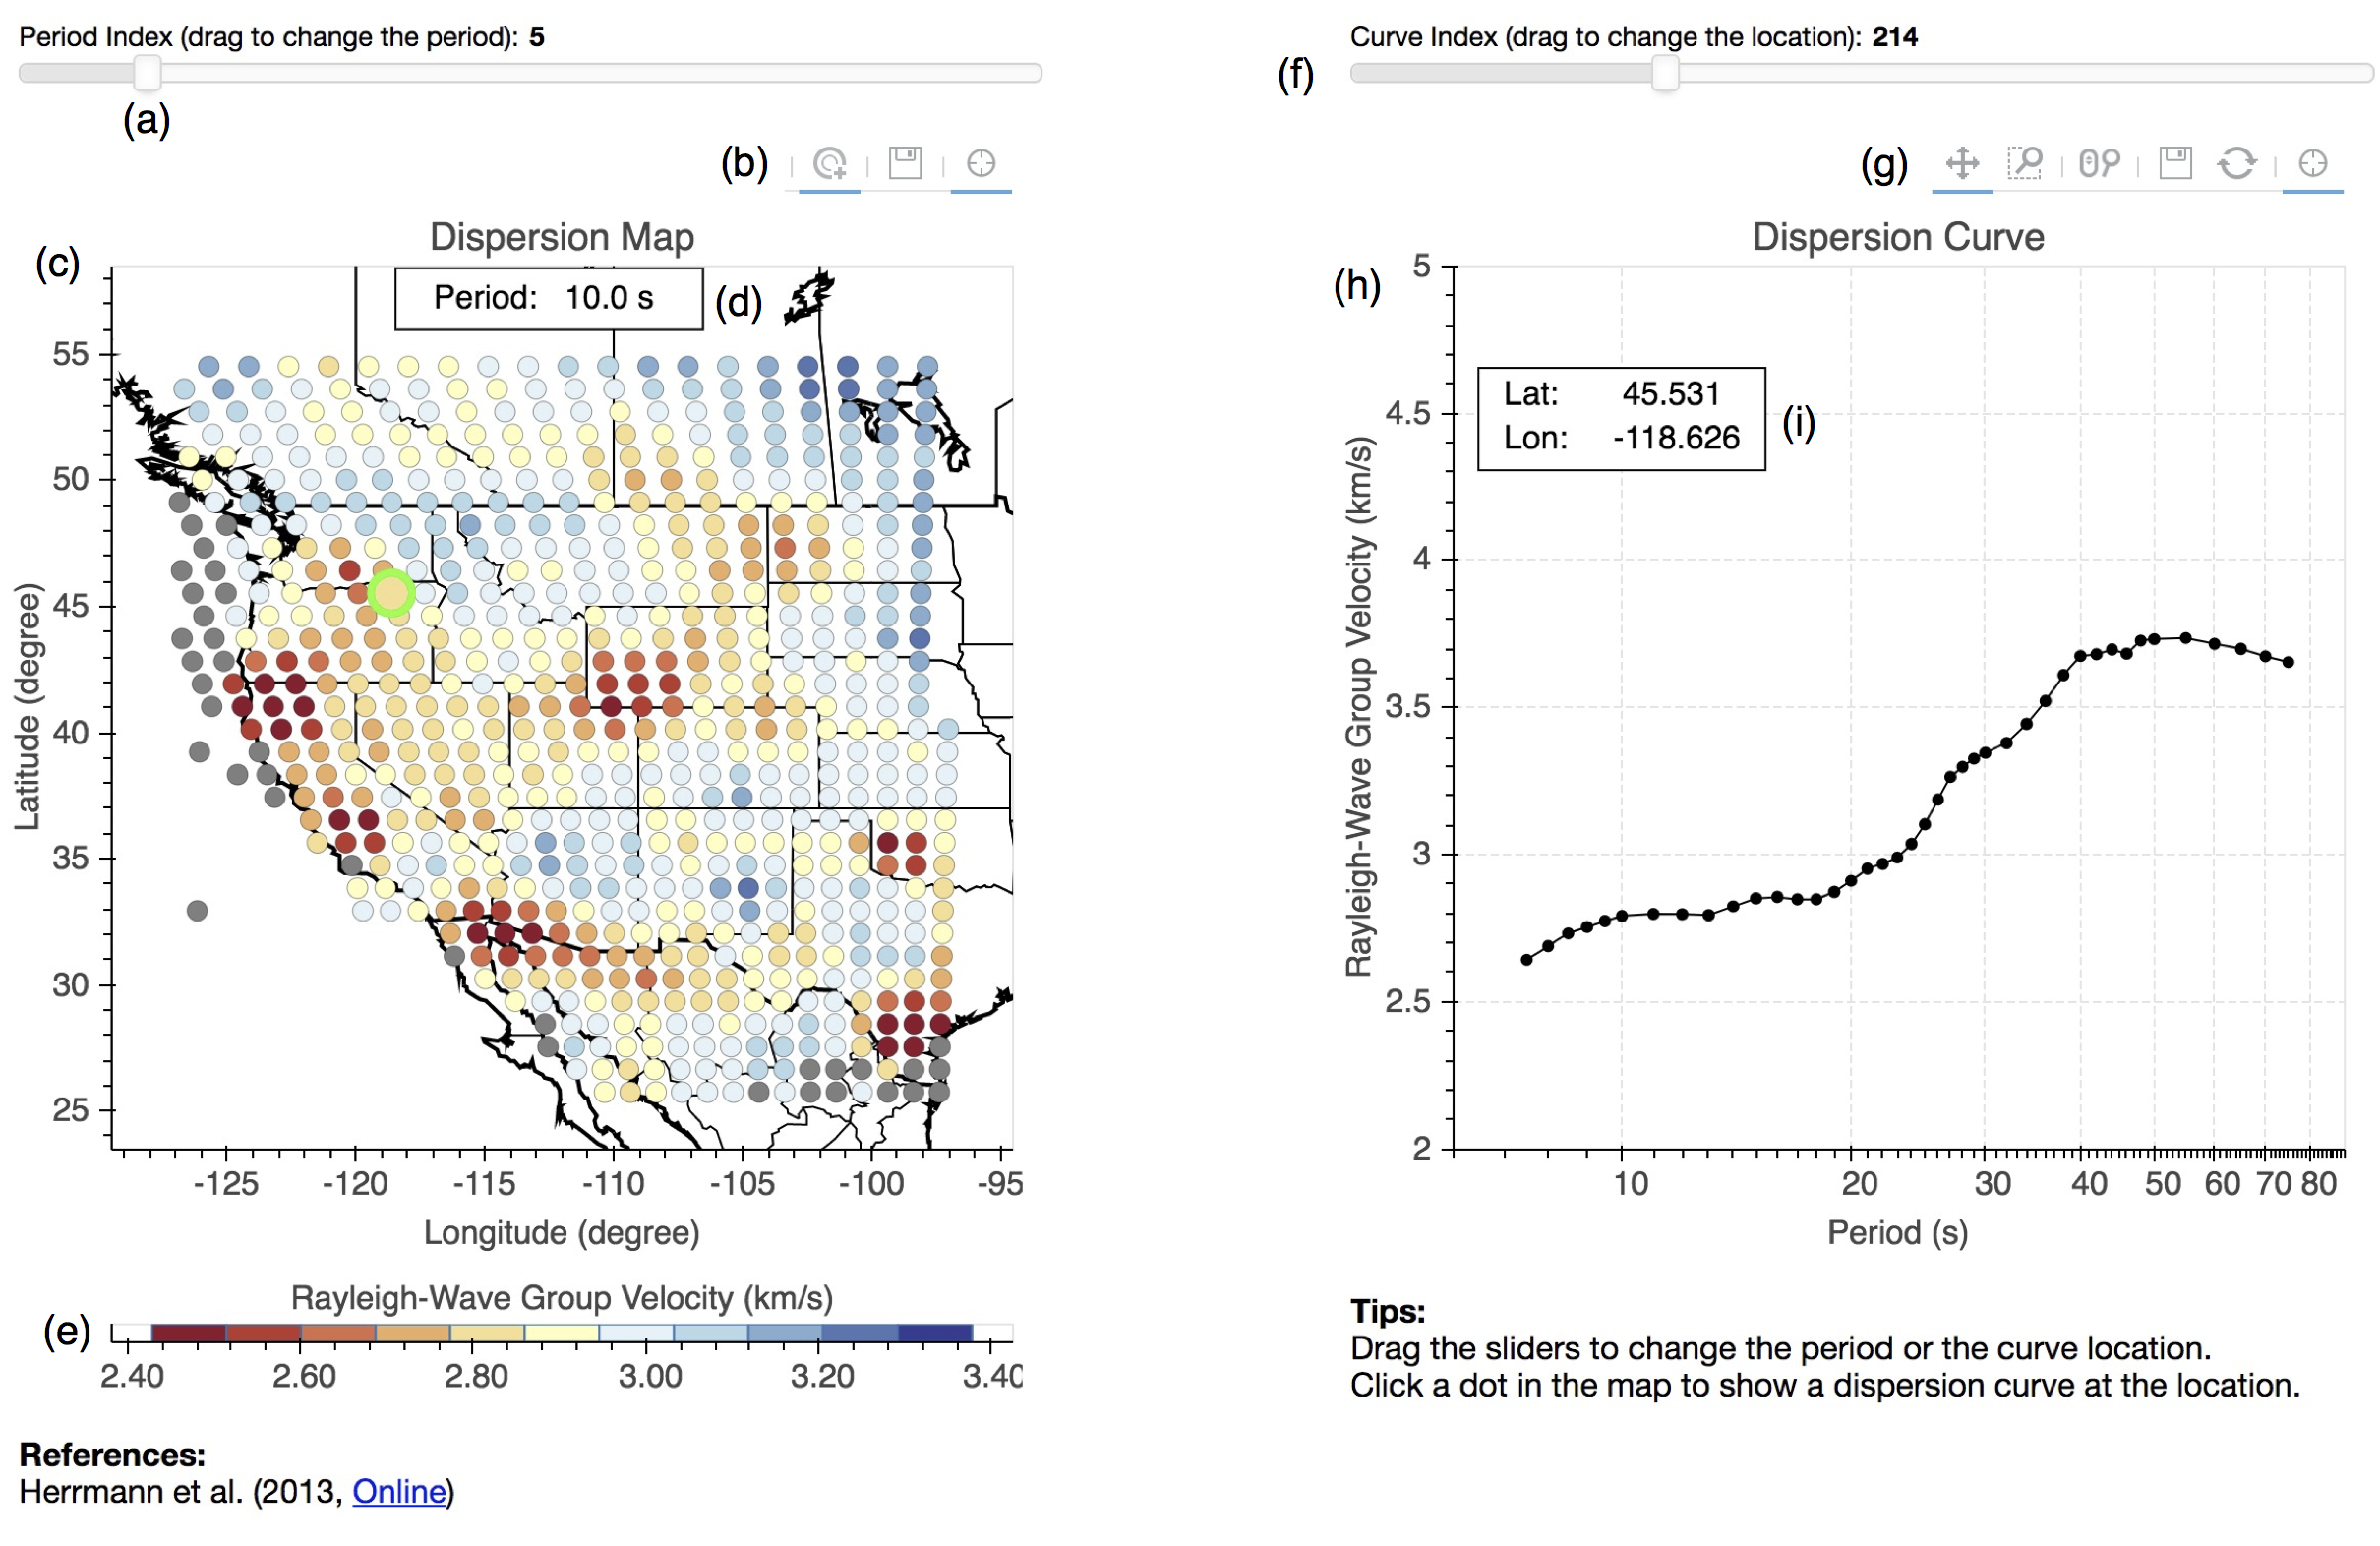 Period Index (drag to change the period): 5
(a)
(b)
Dispersion Map
(c)
Period: 10.0 s
(d)
55
50
45
40
35
30
25
Latitude (degree)
-125 -120 -115 -110 -105 -100 -95
Longitude (degree)
Rayleigh-Wave Group Velocity (km/s)
(e)
2.40 2.60 2.80 3.00 3.20 3.40
References:
Herrmann et al. (2013, Online)
Curve Index (drag to change the location): 214
(f)
(g)
Dispersion Curve
(h)
Lat: 45.531
Lon: -118.626
(i)
5
4.5
4
3.5
3
2.5
2
Rayleigh-Wave Group Velocity (km/s)
10 20 30 40 50 60 70 80
Period (s)
Tips:
Drag the sliders to change the period or the curve location.
Click a dot in the map to show a dispersion curve at the location.